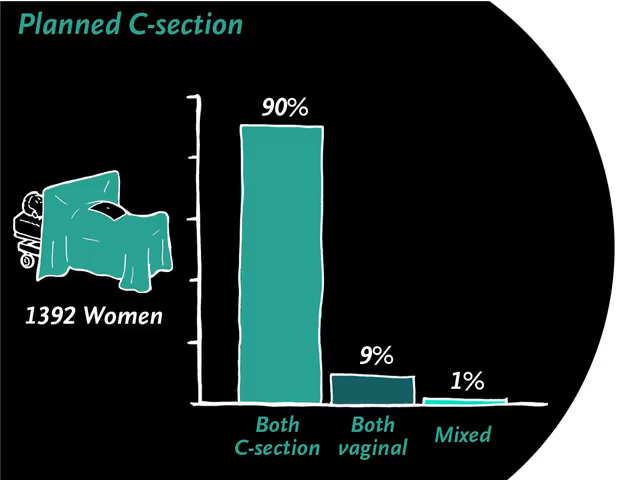 Planned C-section
90%
1392 Women
9%
1%
Both
C-section
Both
vaginal
Mixed